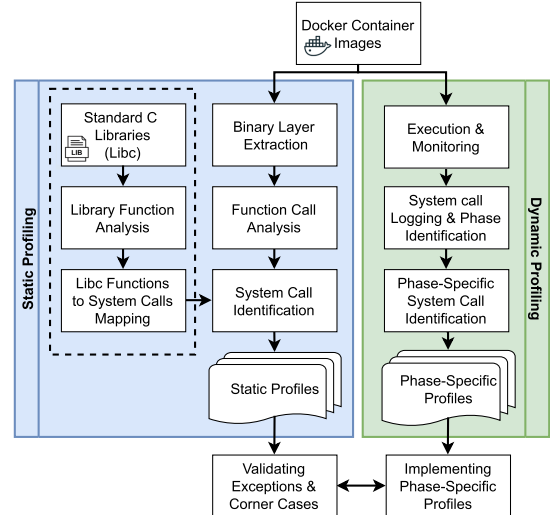 Docker Container
Images
Static Profiling
Standard C
Libraries
(Libc)
LIB
Library Function
Analysis
Libc Functions
to System Calls
Mapping
Binary Layer
Extraction
Function Call
Analysis
System Call
Identification
Static Profiles
Execution &
Monitoring
System call
Logging & Phase
Identification
Phase-Specific
System Call
Identification
Phase-Specific
Profiles
Dynamic Profiling
Validating
Exceptions &
Corner Cases
Implementing
Phase-Specific
Profiles